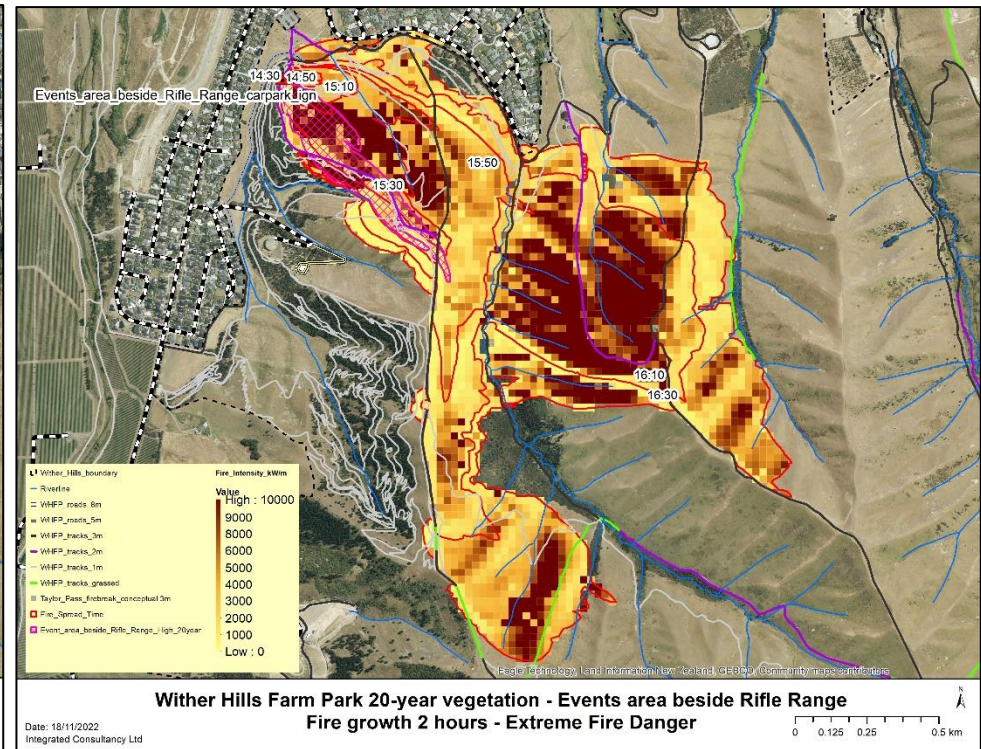 14:30 14:50
15:10
Events_area_beside_Rifle_Range_carpark_ign
15:50
15:30
16:10
16:30
Wither_Hills_boundary
Riverline
WHFP_roads_8m
WHFP_roads_5m
WHFP_tracks_3m
WHFP_tracks_2m
WHFP_tracks_1m
WHFP_tracks_grassed
Taylor_Pass_firebreak_conceptual 3m
Fire_Spread_Time
Event_area_beside_Rifle_Range_High_20year
Fire_Intensity_kW/m
Value
High : 10000
9000
8000
6000
5000
4000
3000
2000
1000
Low : 0
Eagle Technology, Land Information New Zealand, GEBCO, Community maps contributors
Wither Hills Farm Park 20-year vegetation - Events area beside Rifle Range
Fire growth 2 hours - Extreme Fire Danger
Date: 18/11/2022
Integrated Consultancy Ltd
N
0 0.125 0.25 0.5 km